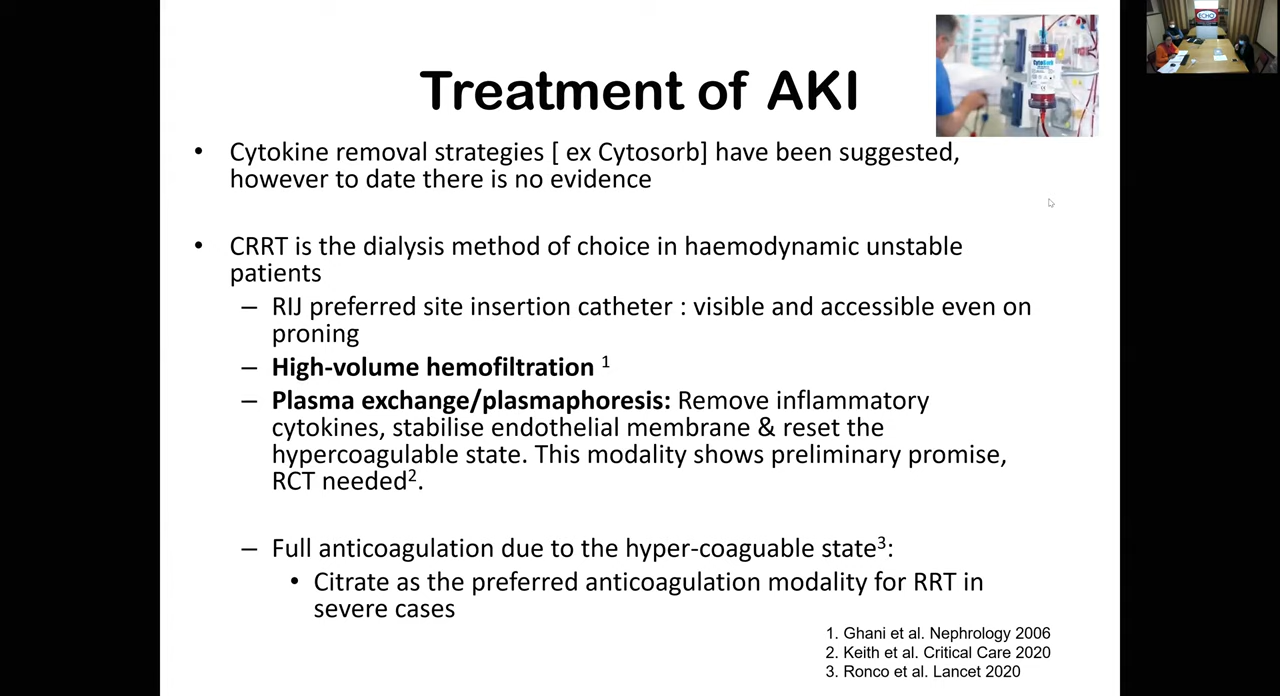 Treatment of AKI
CytoSorb
• Cytokine removal strategies [ ex Cytosorb] have been suggested,
however to date there is no evidence
• CRRT is the dialysis method of choice in haemodynamic unstable
patients
– RIJ preferred site insertion catheter : visible and accessible even on
proning
– High-volume hemofiltration 1
– Plasma exchange/plasmaphoresis: Remove inflammatory
cytokines, stabilise endothelial membrane & reset the
hypercoagulable state. This modality shows preliminary promise,
RCT needed2.
– Full anticoagulation due to the hyper-coaguable state3:
• Citrate as the preferred anticoagulation modality for RRT in
severe cases
1. Ghani et al. Nephrology 2006
2. Keith et al. Critical Care 2020
3. Ronco et al. Lancet 2020